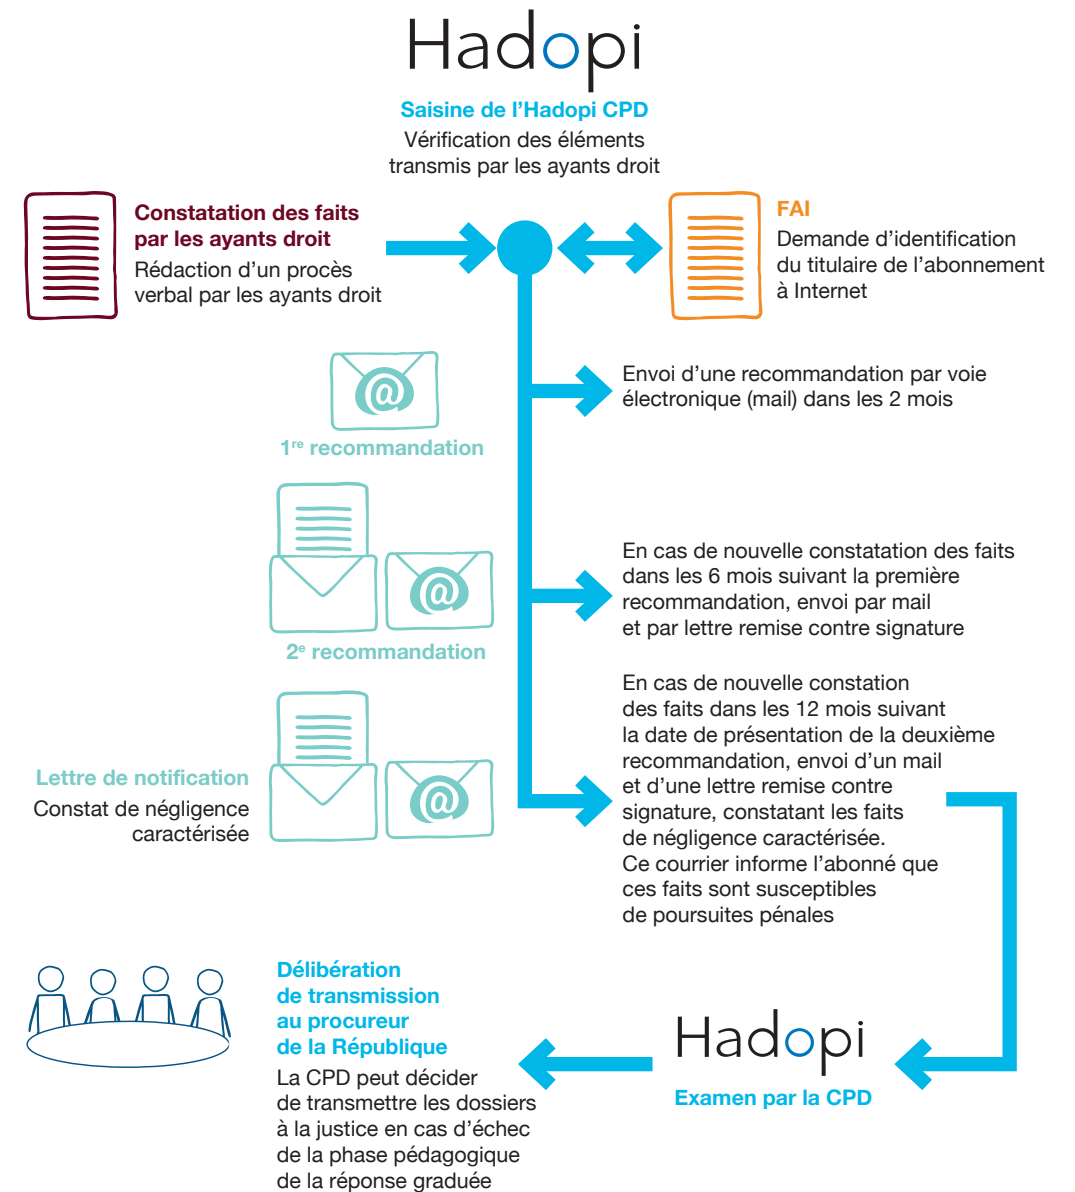 Hadopi
Saisine de l’Hadopi CPD
Vérification des éléments
transmis par les ayants droit
Constatation des faits
par les ayants droit
Rédaction d’un procès
verbal par les ayants droit
FAI
Demande d’identification
du titulaire de l’abonnement
à Internet
@
1re recommandation
Envoi d’une recommandation par voie
électronique (mail) dans les 2 mois
@
2e recommandation
En cas de nouvelle constatation des faits
dans les 6 mois suivant la première
recommandation, envoi par mail
et par lettre remise contre signature
Lettre de notification
Constat de négligence
caractérisée
@
En cas de nouvelle constation
des faits dans les 12 mois suivant
la date de présentation de la deuxième
recommandation, envoi d’un mail
et d’une lettre remise contre
signature, constatant les faits
de négligence caractérisée.
Ce courrier informe l’abonné que
ces faits sont susceptibles
de poursuites pénales
Hadopi
Examen par la CPD
Délibération
de transmission
au procureur
de la République
La CPD peut décider
de transmettre les dossiers
à la justice en cas d’échec
de la phase pédagogique
de la réponse graduée